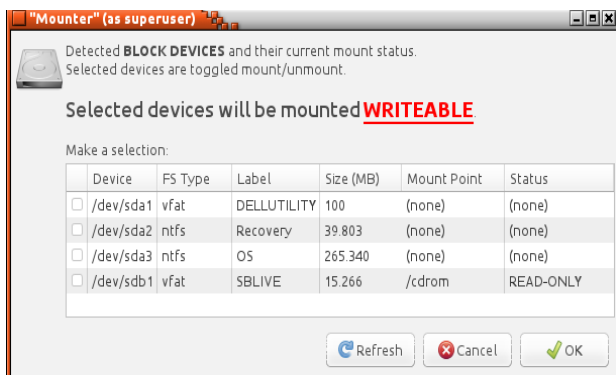 "Mounter" (as superuser)
Detected BLOCK DEVICES and their current mount status.
Selected devices are toggled mount/unmount.
Selected devices will be mounted WRITEABLE.
Make a selection:
Device FS Type Label Size (MB) Mount Point Status
/dev/sda1 vfat DELLUTILITY 100 (none) (none)
/dev/sda2 ntfs Recovery 39.803 (none) (none)
/dev/sda3 ntfs OS 265.340 (none) (none)
/dev/sdb1 vfat SBLIVE 15.266 /cdrom READ-ONLY
Refresh Cancel OK